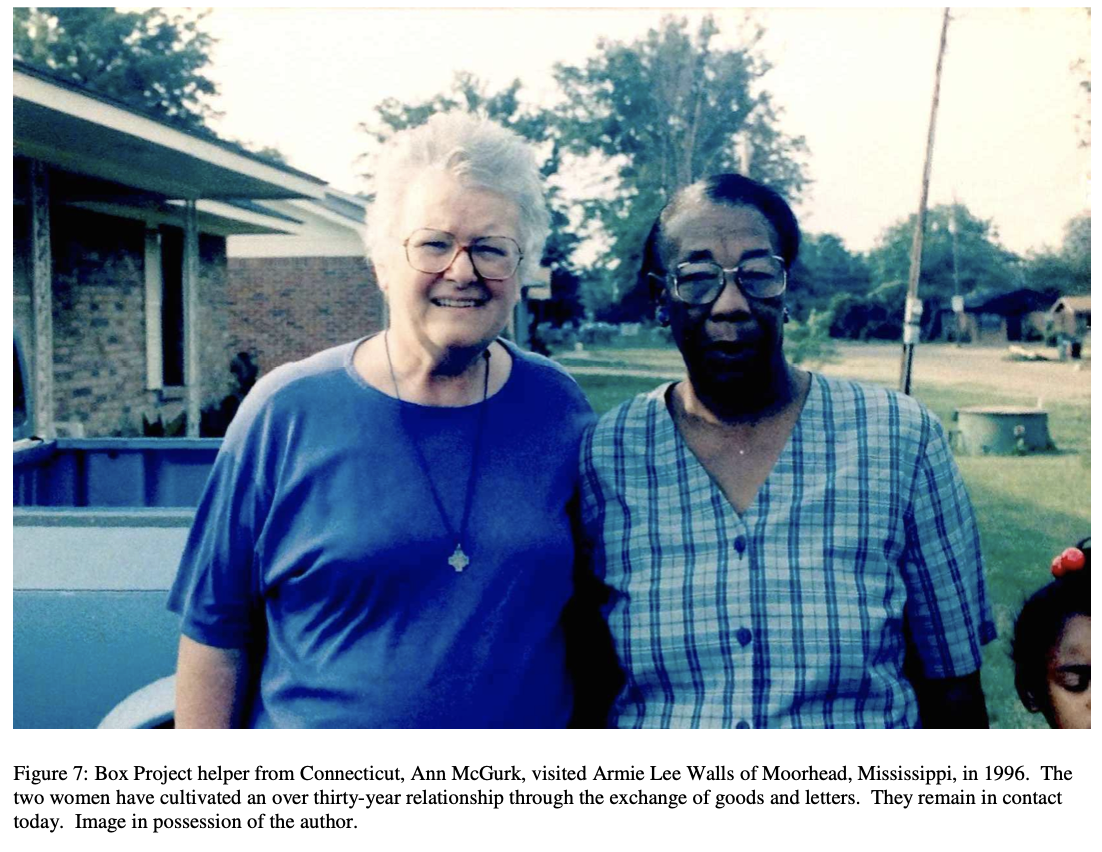 Figure 7: Box Project helper from Connecticut, Ann McGurk, visited Armie Lee Walls of Moorhead, Mississippi, in 1996.  The
two women have cultivated an over thirty-year relationship through the exchange of goods and letters.  They remain in contact
today.  Image in possession of the author.